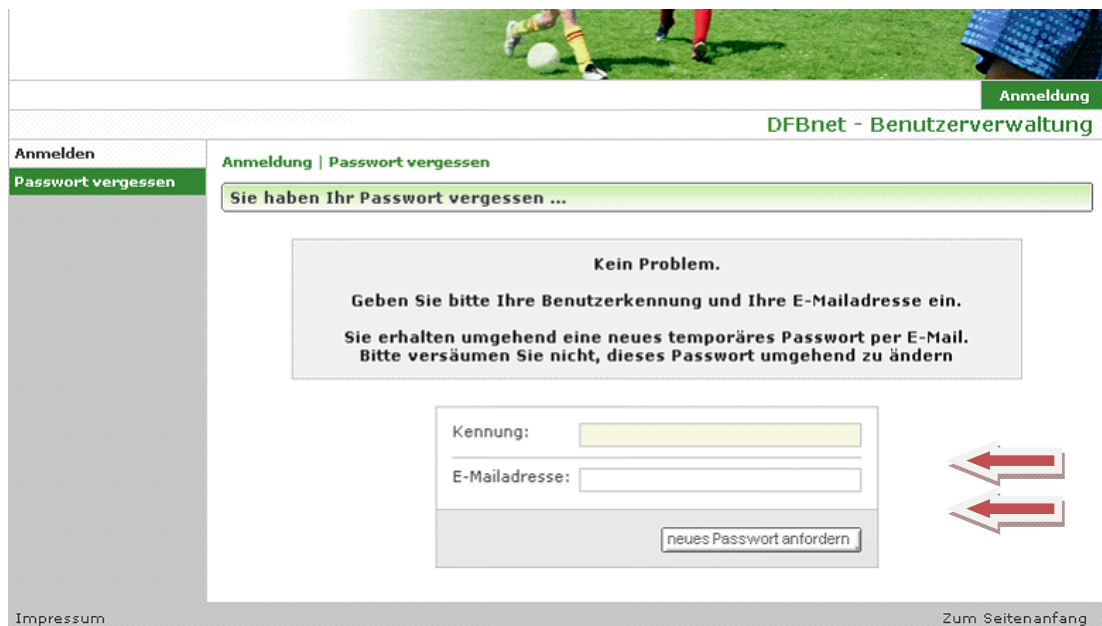 Anmeldung
DFBnet - Benutzerverwaltung
Anmelden
Passwort vergessen
Anmeldung | Passwort vergessen
Sie haben Ihr Passwort vergessen ...
Kein Problem.
Geben Sie bitte Ihre Benutzerkennung und Ihre E-Mailadresse ein.
Sie erhalten umgehend eine neues temporäres Passwort per E-Mail.
Bitte versäumen Sie nicht, dieses Passwort umgehend zu ändern
Kennung:
E-Mailadresse:
neues Passwort anfordern
Impressum
Zum Seitenanfang